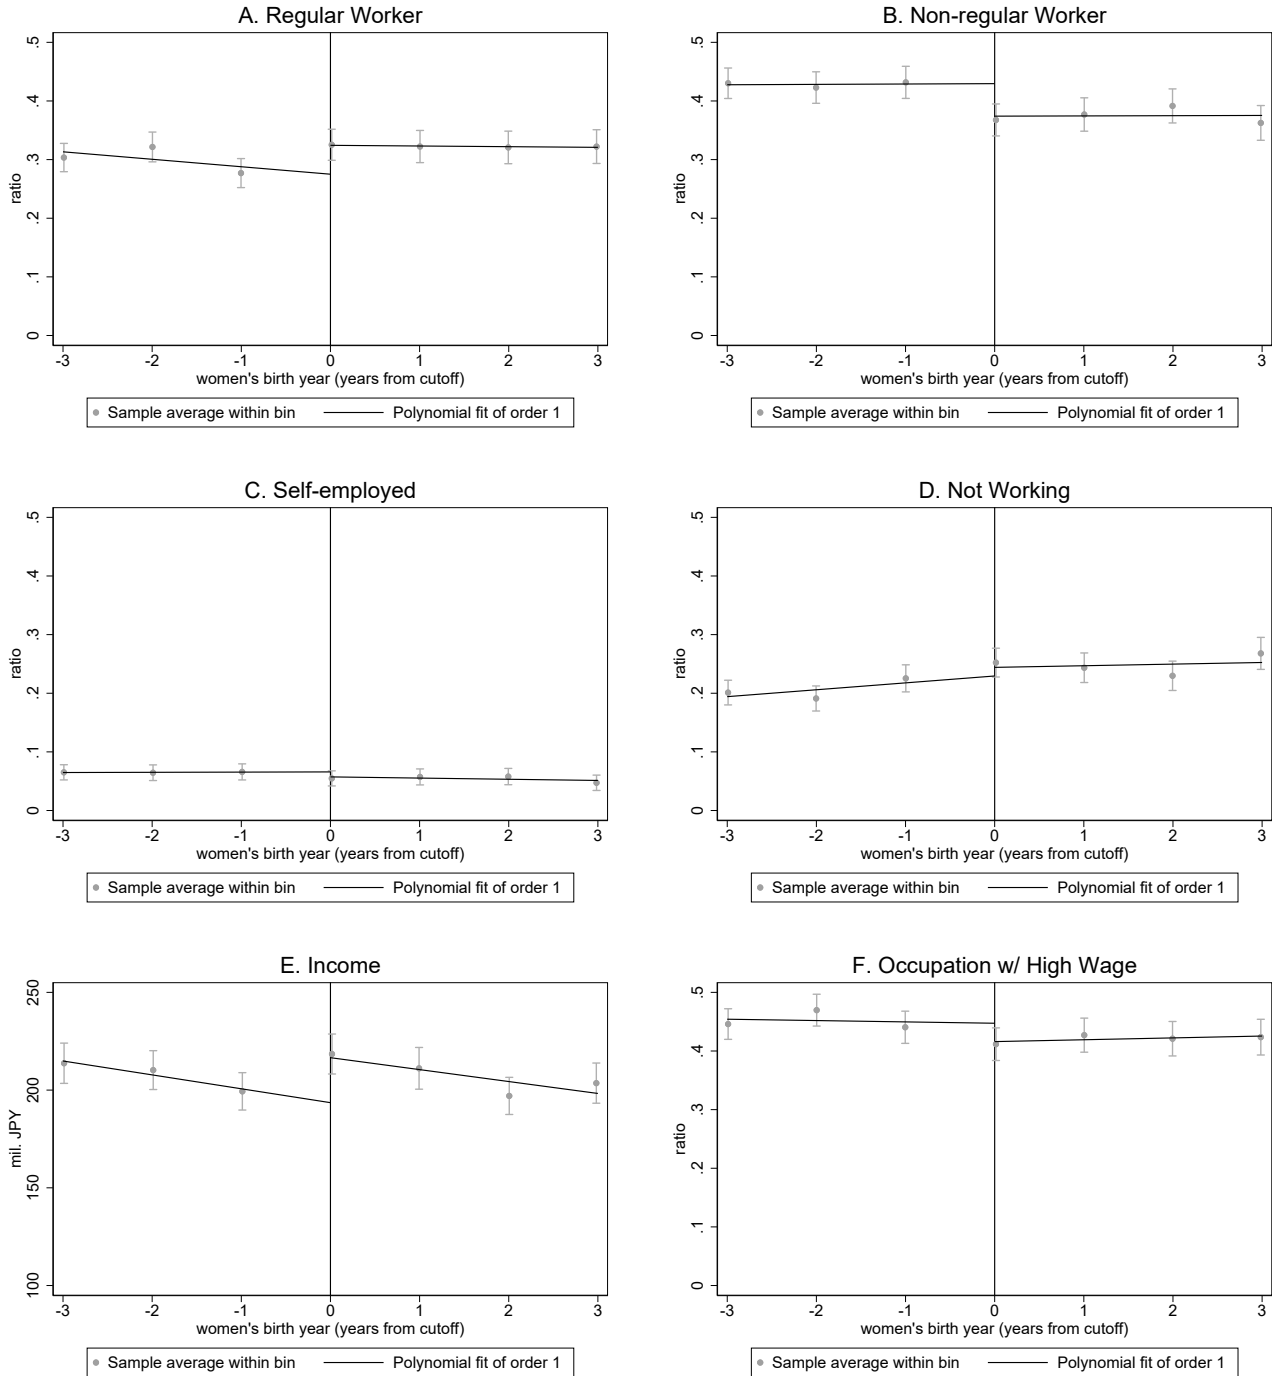 A. Regular Worker
.5
.4
.3
.2
.1
0
ratio
-3 -2 -1 0 1 2 3
women's birth year (years from cutoff)
Sample average within bin Polynomial fit of order 1
B. Non-regular Worker
.5
.4
.3
.2
.1
0
ratio
-3 -2 -1 0 1 2 3
women's birth year (years from cutoff)
Sample average within bin Polynomial fit of order 1
C. Self-employed
.5
.4
.3
.2
.1
0
ratio
-3 -2 -1 0 1 2 3
women's birth year (years from cutoff)
Sample average within bin Polynomial fit of order 1
D. Not Working
.5
.4
.3
.2
.1
0
ratio
-3 -2 -1 0 1 2 3
women's birth year (years from cutoff)
Sample average within bin Polynomial fit of order 1
E. Income
250
200
150
100
mil. JPY
-3 -2 -1 0 1 2 3
women's birth year (years from cutoff)
Sample average within bin Polynomial fit of order 1
F. Occupation w/ High Wage
.5
.4
.3
.2
.1
0
ratio
-3 -2 -1 0 1 2 3
women's birth year (years from cutoff)
Sample average within bin Polynomial fit of order 1